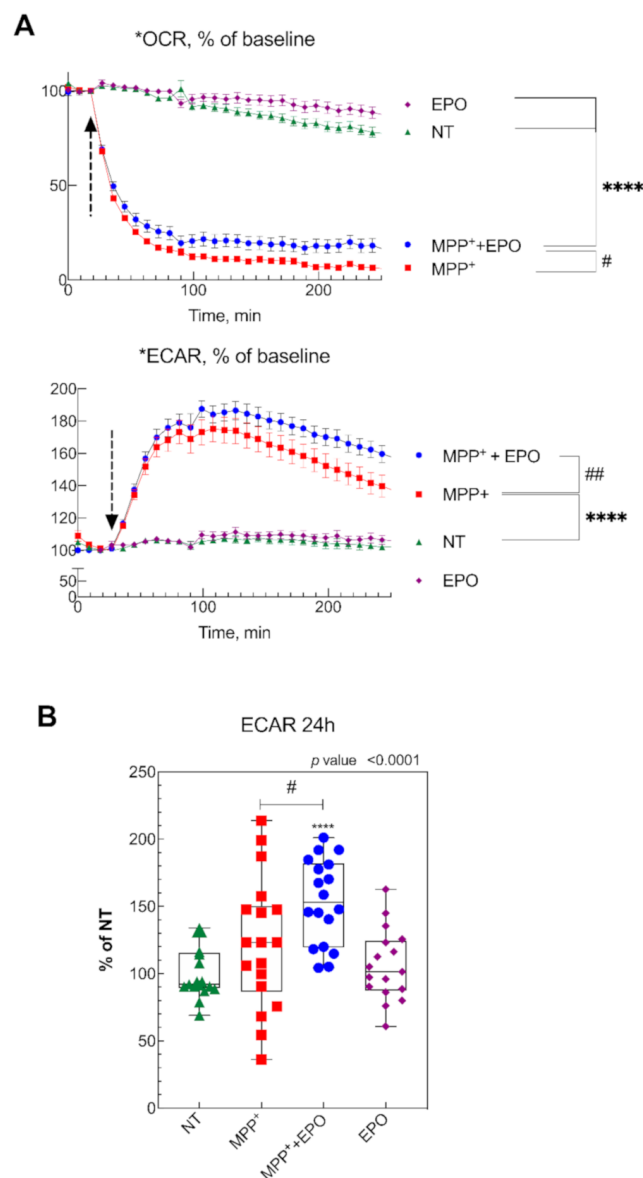 A
*OCR, % of baseline
100
50
0
0
100
200
Time, min
EPO
NT
MPP⁺+EPO
MPP⁺
****
#
*ECAR, % of baseline
200
180
160
140
120
100
50
0
0
100
200
Time, min
MPP⁺ + EPO
MPP+
NT
EPO
##
****
B
ECAR 24h
p value <0.0001
% of NT
250
200
150
100
50
0
#
****
NT
MPP⁺
MPP⁺+EPO
EPO